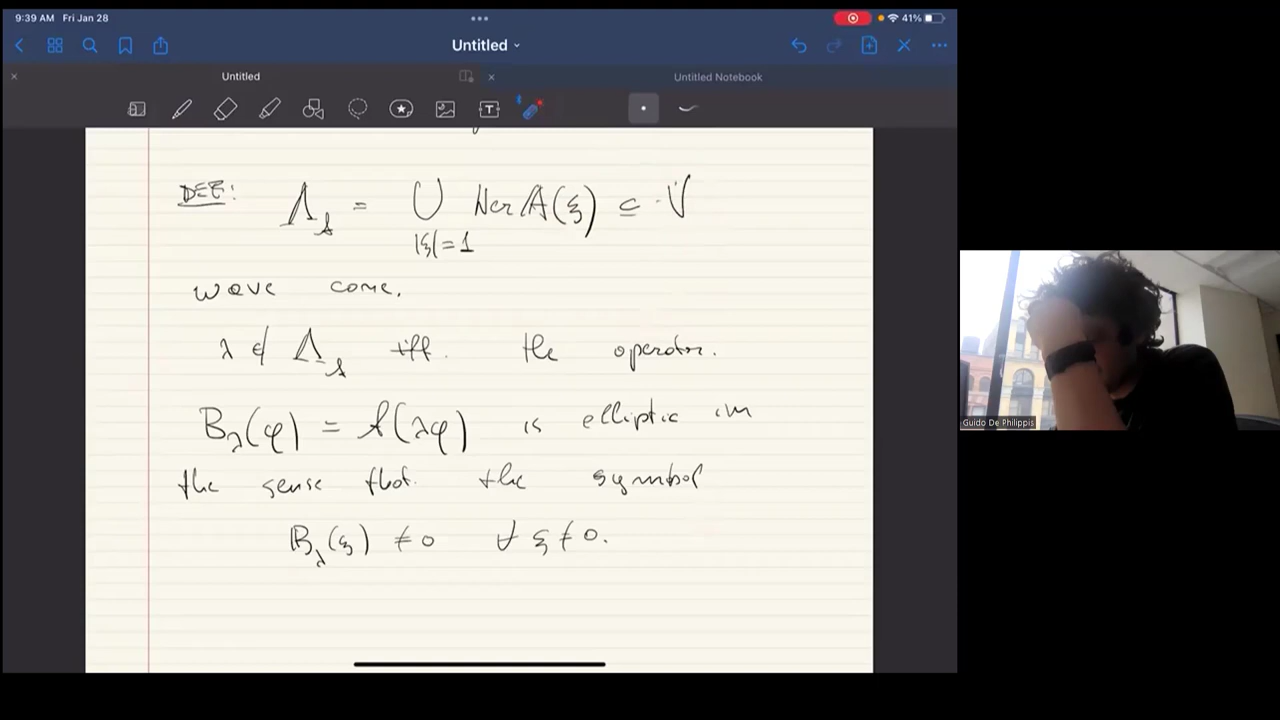 9:39 AM Fri Jan 28
41%
Untitled
Untitled
Untitled Notebook
DEF: Λ_𝒜 = ⋃ Ker 𝔸(ξ) ⊆ V
|ξ|=1
wave cone.
λ ∉ Λ_𝒜 iff the operator.
B_λ(φ) = 𝒜(λφ) is elliptic in
the sense that the symbol
𝔹_λ(ξ) ≠ 0 ∀ ξ ≠ 0.
Guido De Philippis